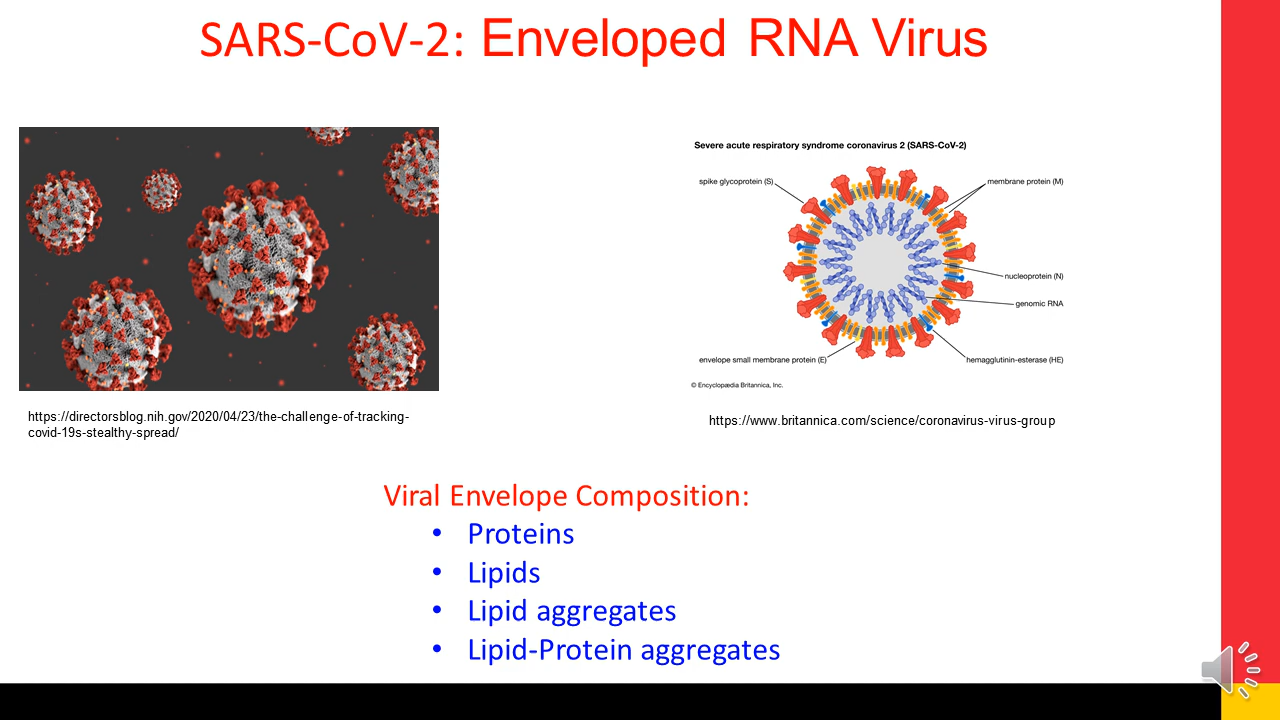 SARS-CoV-2: Enveloped RNA Virus
Severe acute respiratory syndrome coronavirus 2 (SARS-CoV-2)
spike glycoprotein (S)
membrane protein (M)
nucleoprotein (N)
genomic RNA
envelope small membrane protein (E)
hemagglutinin-esterase (HE)
© Encyclopædia Britannica, Inc.
https://directorsblog.nih.gov/2020/04/23/the-challenge-of-tracking-
covid-19s-stealthy-spread/
https://www.britannica.com/science/coronavirus-virus-group
Viral Envelope Composition:
• Proteins
• Lipids
• Lipid aggregates
• Lipid-Protein aggregates